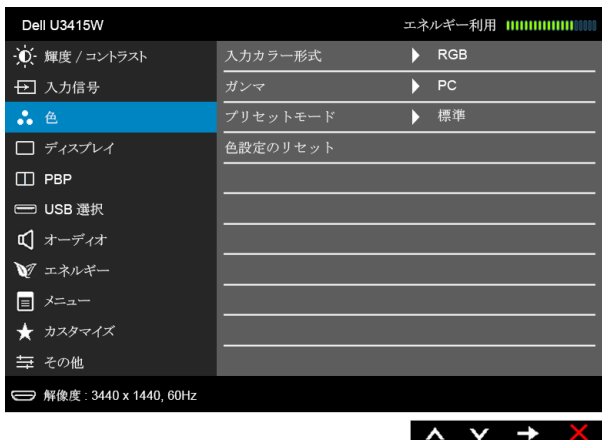 Dell U3415W エネルギー利用
輝度 / コントラスト 入力カラー形式 RGB
入力信号 ガンマ PC
色 プリセットモード 標準
ディスプレイ 色設定のリセット
PBP
USB 選択
オーディオ
エネルギー
メニュー
カスタマイズ
その他
解像度 : 3440 x 1440, 60Hz